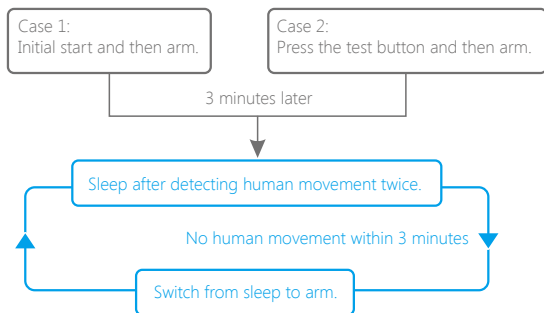 Case 1:
Initial start and then arm.
Case 2:
Press the test button and then arm.
3 minutes later
Sleep after detecting human movement twice.
No human movement within 3 minutes
Switch from sleep to arm.